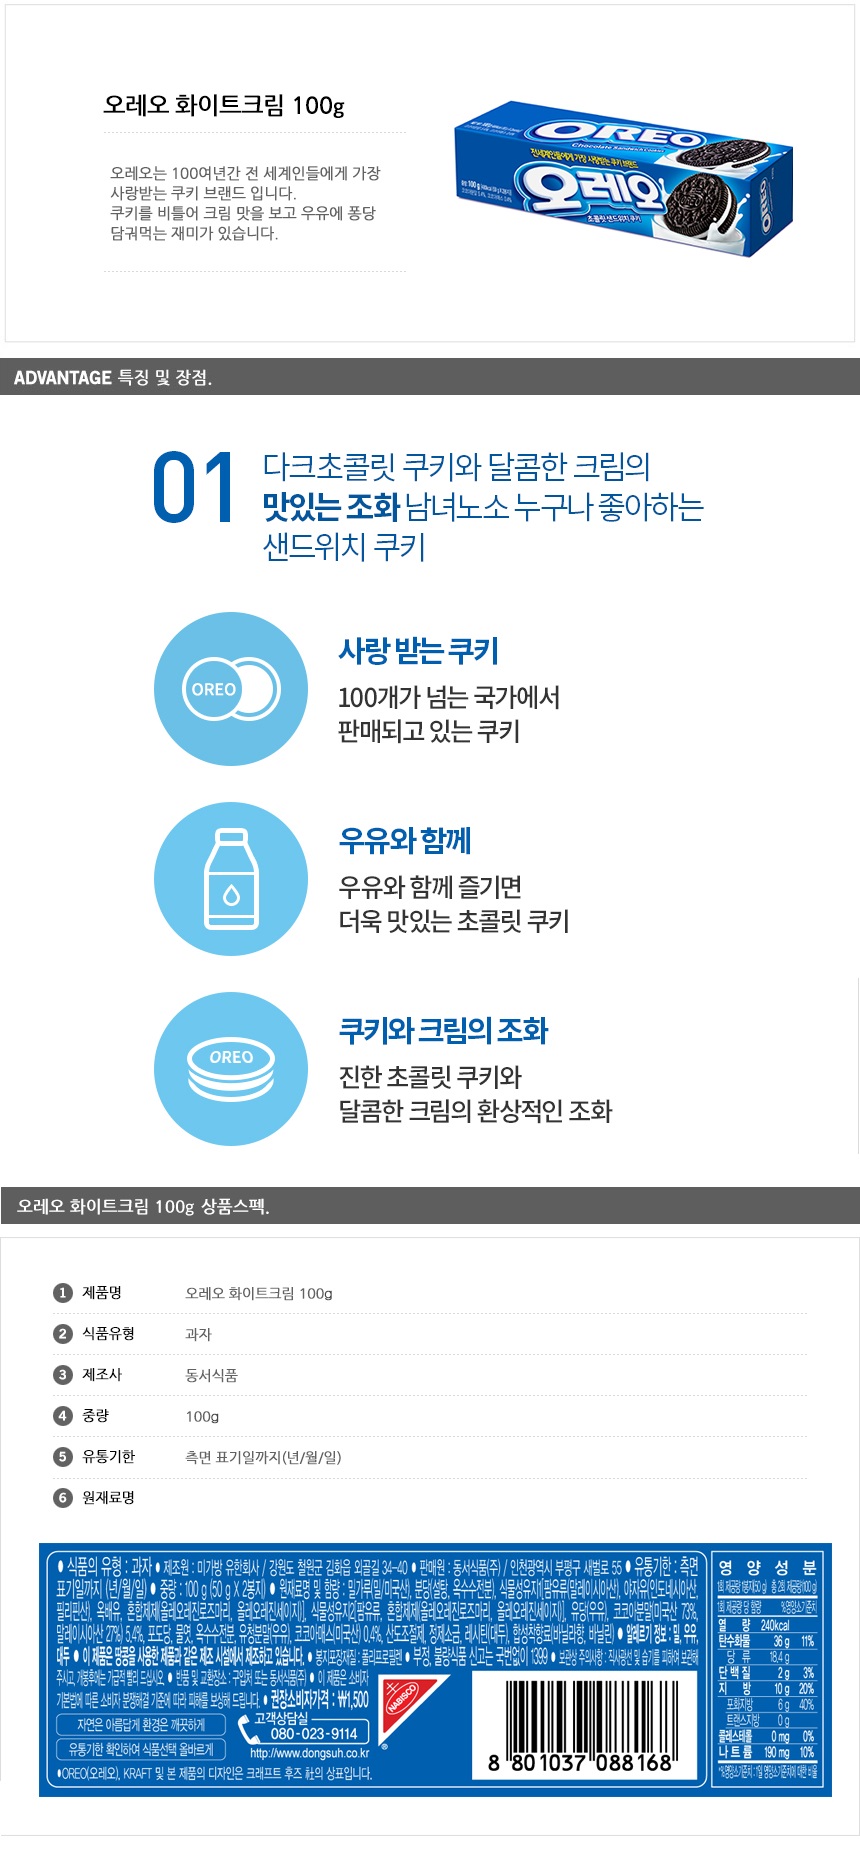 오레오 화이트크림 100g
오레오는 100여년간 전 세계인들에게 가장
사랑받는 쿠키 브랜드 입니다.
쿠키를 비틀어 크림 맛을 보고 우유에 퐁당
담궈먹는 재미가 있습니다.
OREO
Chocolate Sandwich Cookies
전세계인들에게 가장 사랑받는 쿠키 브랜드
오레오
초콜릿 샌드위치 쿠키
100 g
OREO
ADVANTAGE 특징 및 장점.
01
다크초콜릿 쿠키와 달콤한 크림의
맛있는 조화 남녀노소 누구나 좋아하는
샌드위치 쿠키
OREO
사랑 받는 쿠키
100개가 넘는 국가에서
판매되고 있는 쿠키
우유와 함께
우유와 함께 즐기면
더욱 맛있는 초콜릿 쿠키
OREO
쿠키와 크림의 조화
진한 초콜릿 쿠키와
달콤한 크림의 환상적인 조화
오레오 화이트크림 100g 상품스펙.
1 제품명 오레오 화이트크림 100g
2 식품유형 과자
3 제조사 동서식품
4 중량 100g
5 유통기한 측면 표기일까지(년/월/일)
6 원재료명
● 식품의 유형 : 과자 ● 제조원 : 미가방 유한회사 / 강원도 철원군 김화읍 외골길 34-40 ● 판매원 : 동서식품(주) / 인천광역시 부평구 새벌로 55 ● 유통기한 : 측면
표기일까지 (년/월/일) ● 중량 : 100 g (50 g X 2봉지) ● 원재료명 및 함량 : 밀가루(밀/미국산), 분당(설탕, 옥수수전분), 식물성유지1[팜유류(말레이시아산), 야자유(인도네시아산,
필리핀산), 옥배유, 혼합제제(올레오레진로즈마리, 올레오레진세이지)], 식물성유지2[팜유류, 혼합제제(올레오레진로즈마리, 올레오레진세이지)], 유당(우유), 코코아분말(미국산 73%,
말레이시아산 27%) 5.4%, 포도당, 물엿, 옥수수전분, 유청분말(우유), 코코아매스(미국산) 0.4%, 산도조절제, 정제소금, 레시틴(대두), 합성착향료(바닐라향, 바닐린) ● 알레르기 정보 : 밀, 우유,
대두 ● 이 제품은 땅콩을 사용한 제품과 같은 제조 시설에서 제조하고 있습니다. ● 봉지포장재질 : 폴리프로필렌 ● 부정, 불량식품 신고는 국번없이 1399 ● 보관상 주의사항 : 직사광선 및 습기를 피하여 보관해
주시고, 개봉후에는 가급적 빨리 드십시오. ● 반품 및 교환장소 : 구입처 또는 동서식품(주) ● 이 제품은 소비자
기본법에 따른 소비자 분쟁해결 기준에 따라 피해를 보상해 드립니다. ● 권장소비자가격 : ₩1,500
자연은 아름답게 환경은 깨끗하게
유통기한 확인하여 식품선택 올바르게
고객상담실
080-023-9114
http://www.dongsuh.co.kr
●OREO(오레오), KRAFT 및 본 제품의 디자인은 크래프트 후즈 社의 상표입니다.
NABISCO
®
8 801037 088168
영 양 성 분
1회 제공량 1봉지(50 g) 총 2회 제공량(100 g)
1회 제공량 당 함량 %영양소기준치
열 량 240kcal
탄수화물 36 g 11%
당 류 18.4 g
단 백 질 2 g 3%
지 방 10 g 20%
포화지방 6 g 40%
트랜스지방 0 g
콜레스테롤 0 mg 0%
나 트 륨 190 mg 10%
*%영양소기준치 : 1일 영양소기준치에 대한 비율